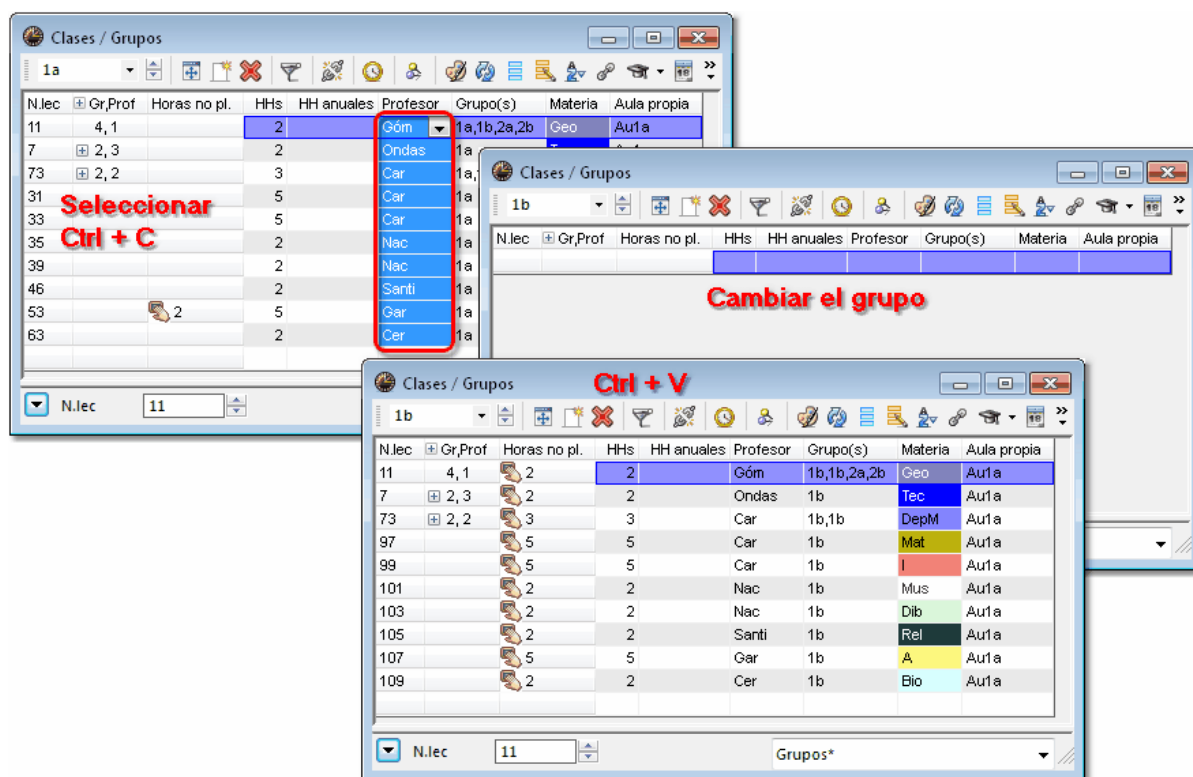 Clases / Grupos
1a
N.lec Gr,Prof Horas no pl. HHs HH anuales Profesor Grupo(s) Materia Aula propia
11 4, 1 2 Góm 1a,1b,2a,2b Geo Au1a
7 2, 3 2 Ondas 1a
73 2, 2 3 Car 1a,
31 5 Car 1a
33 5 Car 1a
35 2 Nac 1a
39 2 Nac 1a
46 2 Santi 1a
53 2 5 Gar 1a
63 2 Cer 1a
Seleccionar
Ctrl + C
N.lec 11
Clases / Grupos
1b
N.lec Gr,Prof Horas no pl. HHs HH anuales Profesor Grupo(s) Materia Aula propia
Cambiar el grupo
Clases / Grupos
Ctrl + V
1b
N.lec Gr,Prof Horas no pl. HHs HH anuales Profesor Grupo(s) Materia Aula propia
11 4, 1 2 2 Góm 1b,1b,2a,2b Geo Au1a
7 2, 3 2 2 Ondas 1b Tec Au1a
73 2, 2 3 3 Car 1b,1b DepM Au1a
97 5 5 Car 1b Mat Au1a
99 5 5 Car 1b I Au1a
101 2 2 Nac 1b Mus Au1a
103 2 2 Nac 1b Dib Au1a
105 2 2 Santi 1b Rel Au1a
107 5 5 Gar 1b A Au1a
109 2 2 Cer 1b Bio Au1a
N.lec 11 Grupos*